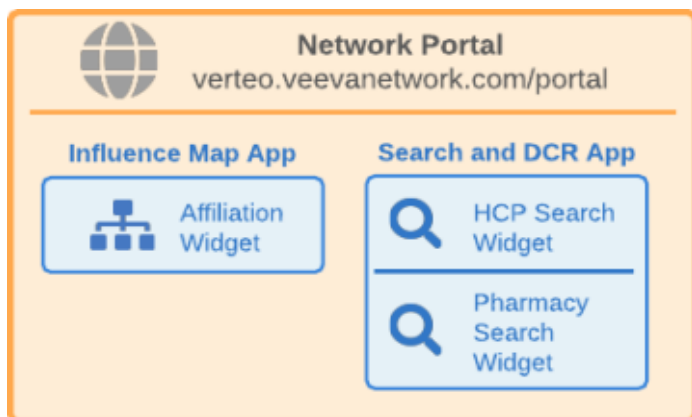 Network Portal
verteo.veevanetwork.com/portal
Influence Map App
Affiliation
Widget
Search and DCR App
HCP Search
Widget
Pharmacy
Search
Widget